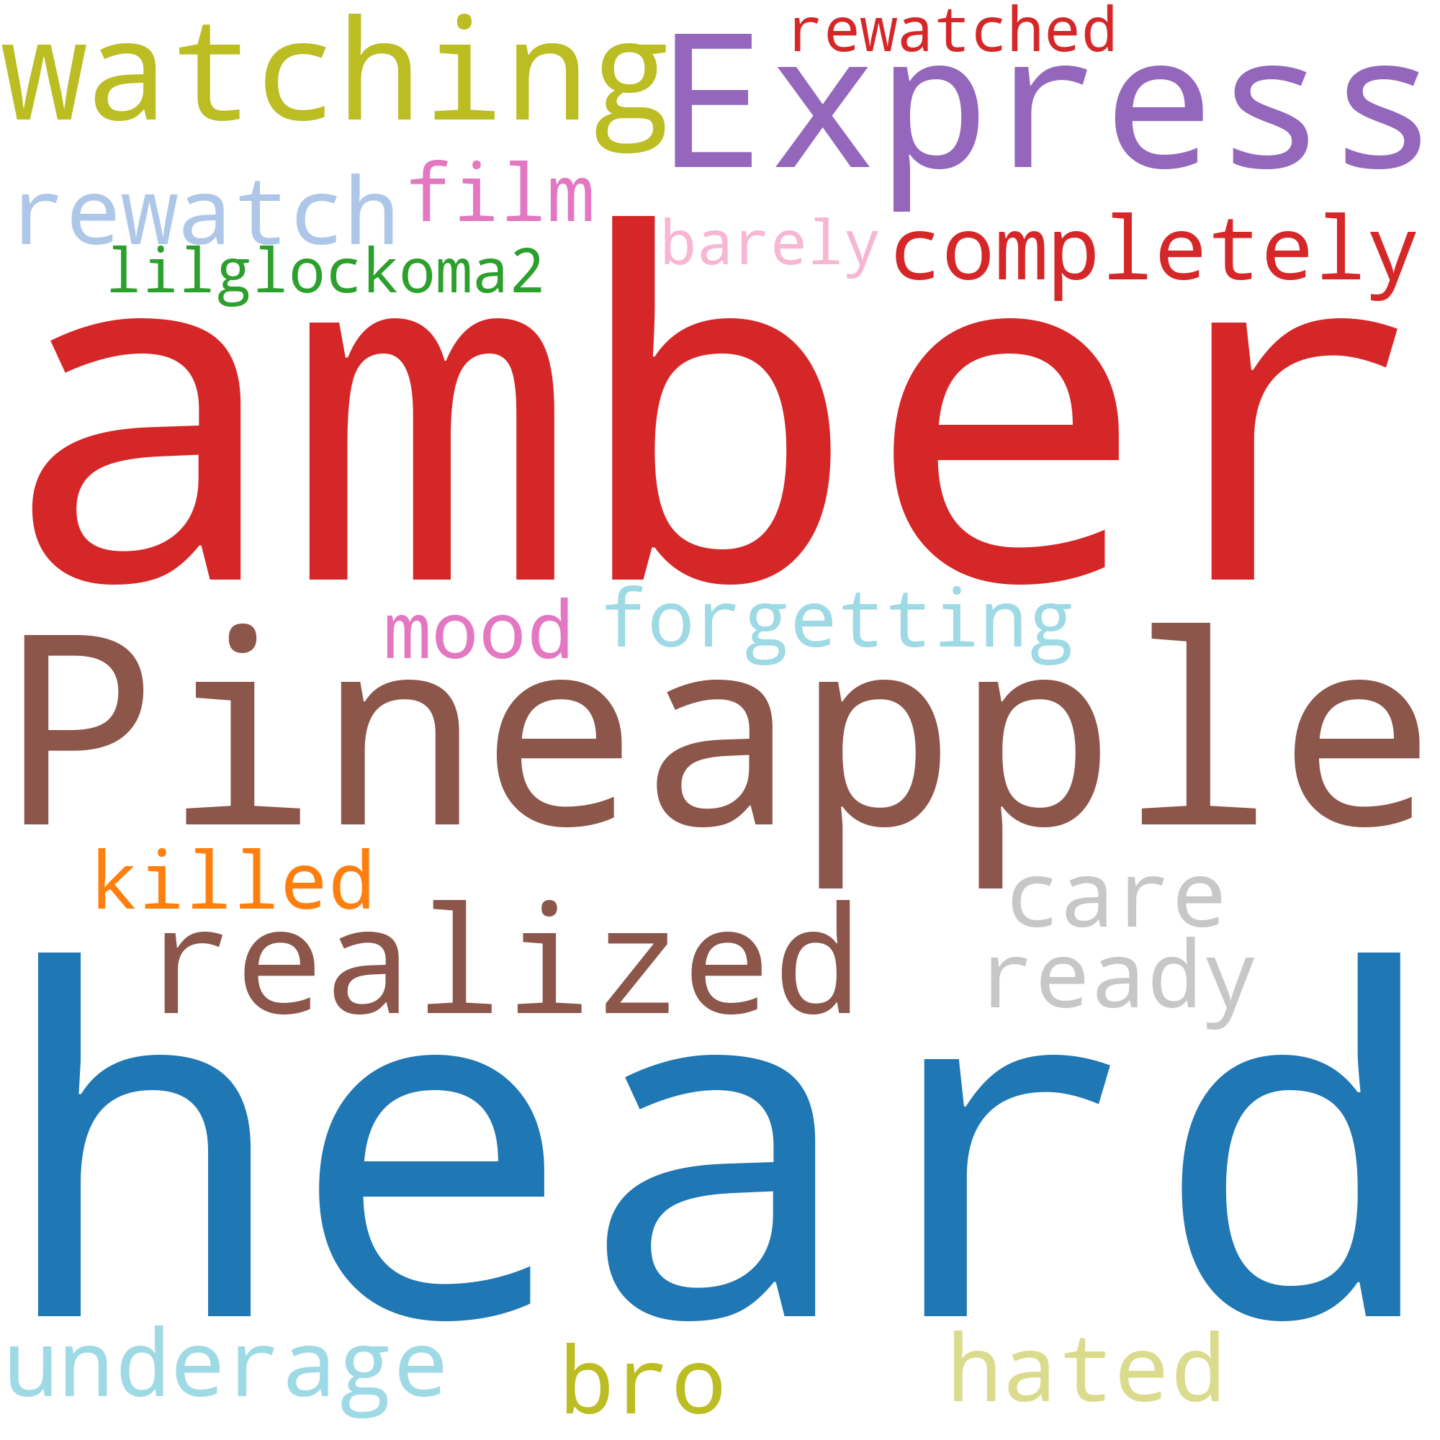 rewatched
watching
Express
rewatch
film
barely
completely
lilglockoma2
amber
mood
forgetting
Pineapple
killed
care
realized
ready
heard
underage
bro
hated